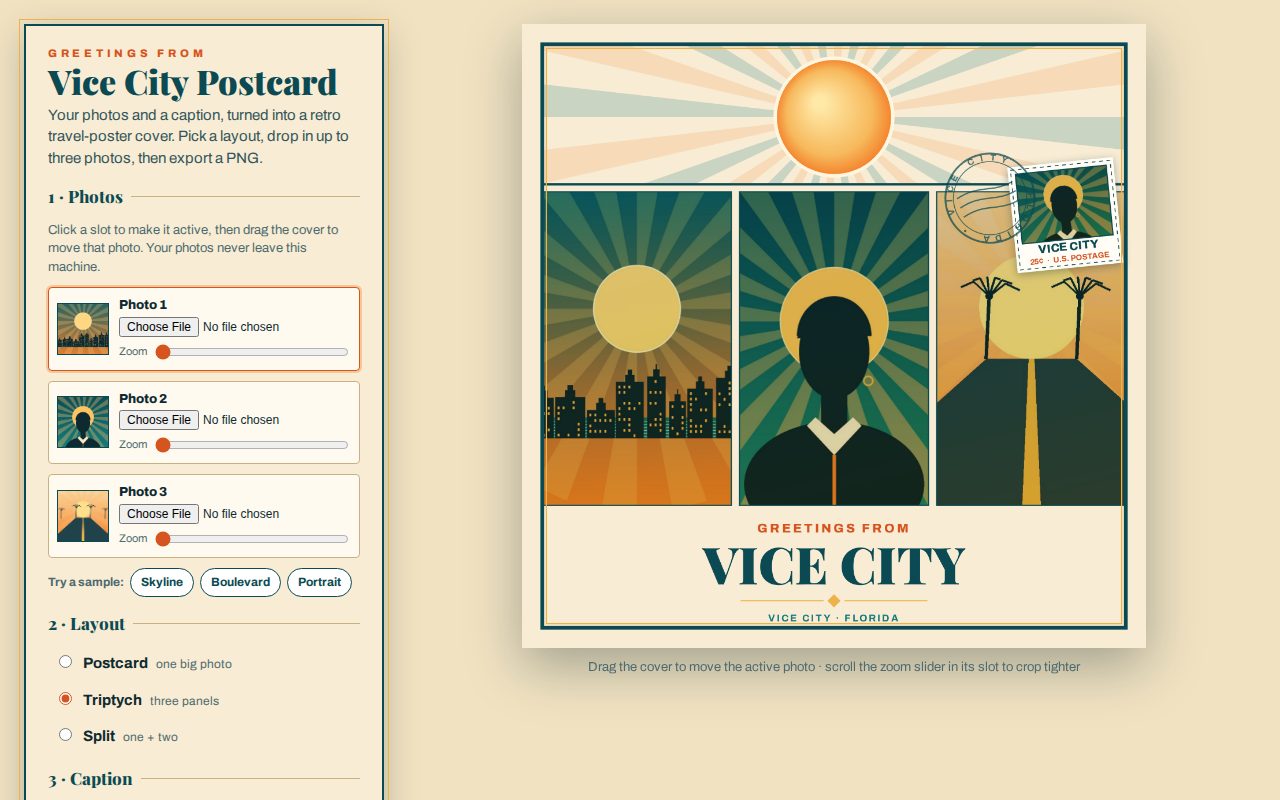 GREETINGS FROM
Vice City Postcard
Your photos and a caption, turned into a retro
travel-poster cover. Pick a layout, drop in up to
three photos, then export a PNG.
1 · Photos
Click a slot to make it active, then drag the cover to
move that photo. Your photos never leave this
machine.
Photo 1
Choose File No file chosen
Zoom
Photo 2
Choose File No file chosen
Zoom
Photo 3
Choose File No file chosen
Zoom
Try a sample: Skyline Boulevard Portrait
2 · Layout
Postcard one big photo
Triptych three panels
Split one + two
3 · Caption
VICE CITY
VICE CITY
25¢ · U.S. POSTAGE
GREETINGS FROM
VICE CITY
VICE CITY · FLORIDA
Drag the cover to move the active photo · scroll the zoom slider in its slot to crop tighter